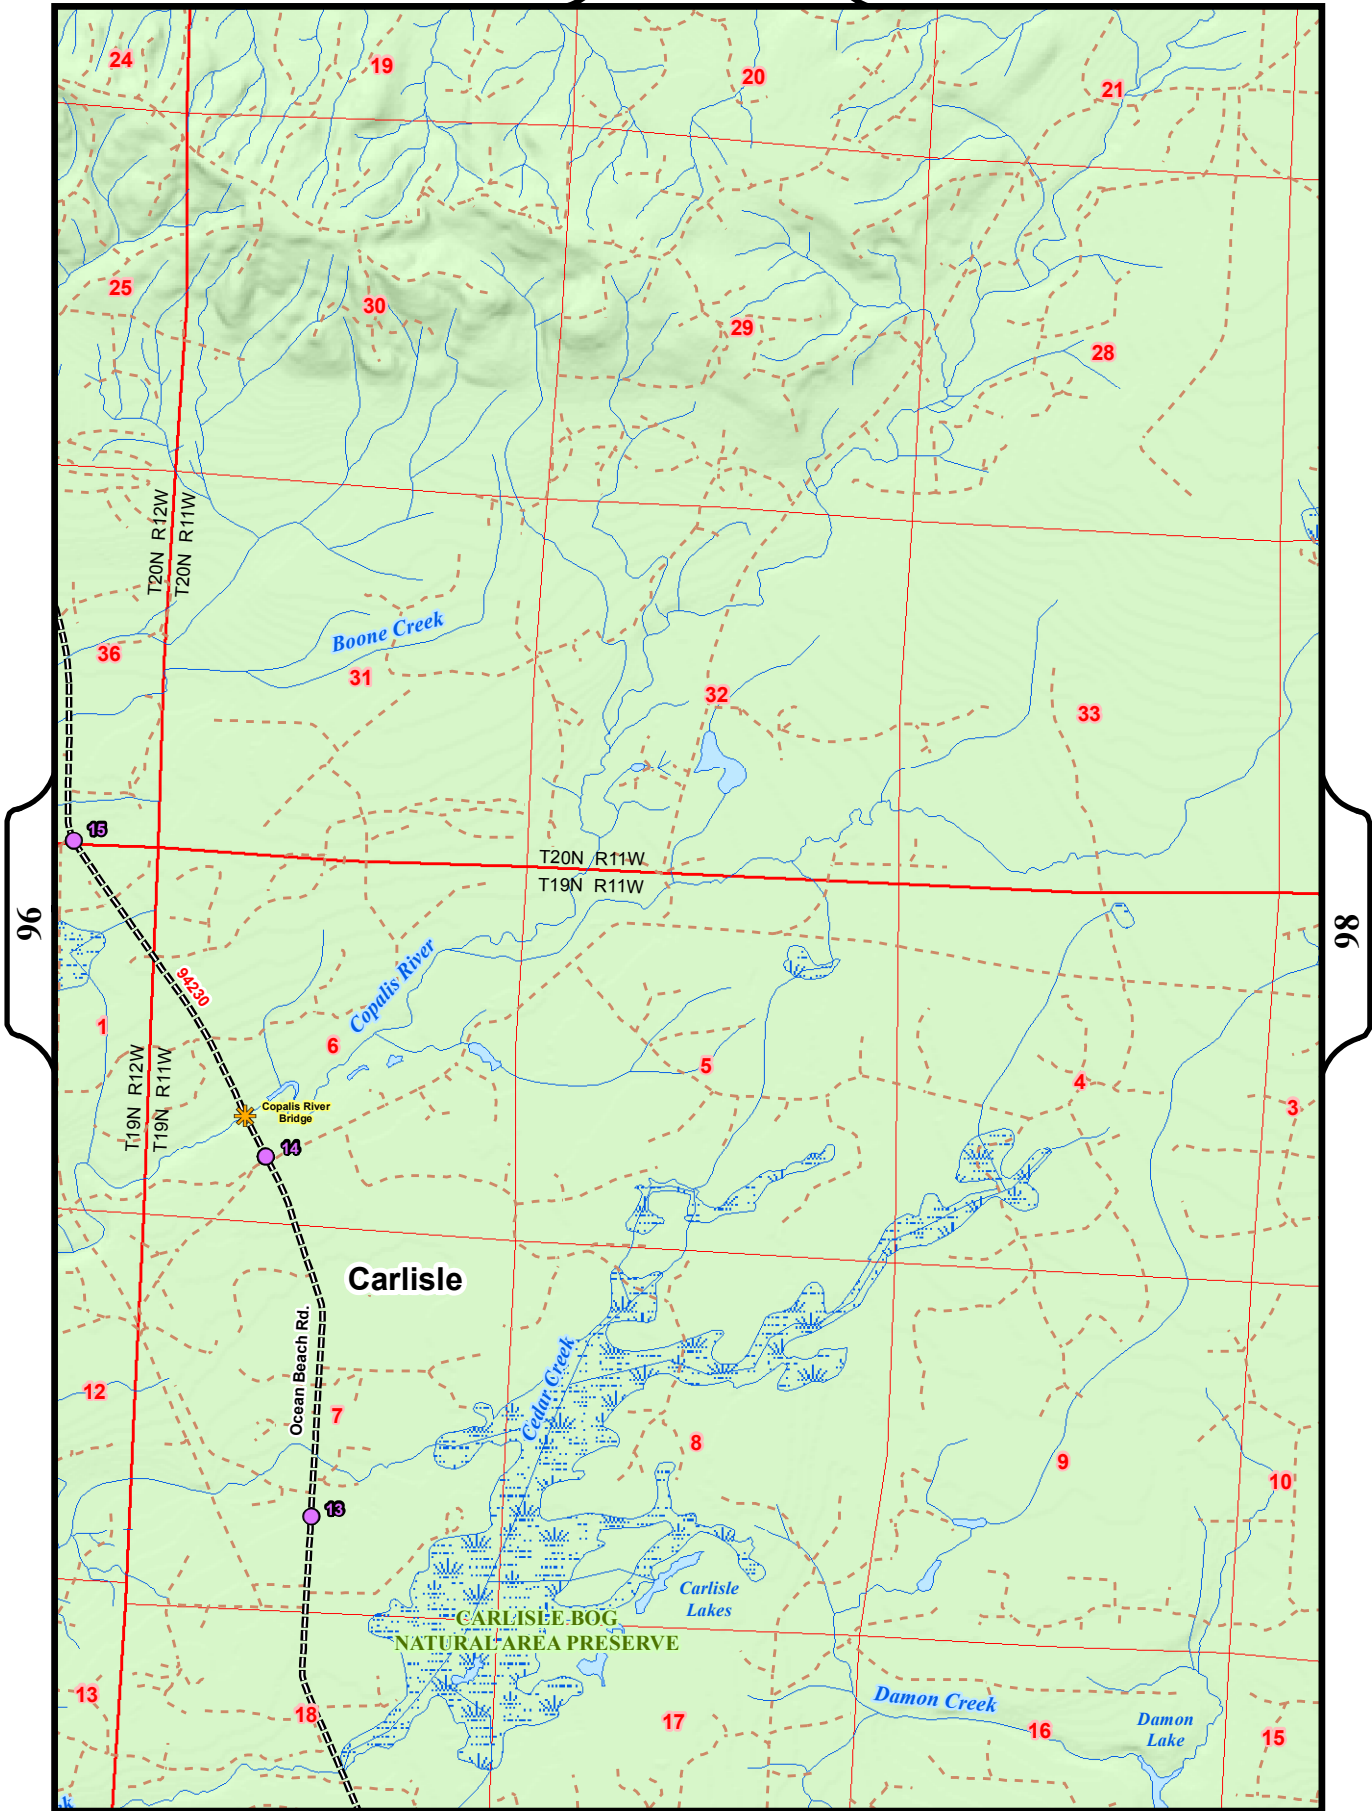 24
19
20
21
25
30
29
28
T20N R12W
T20N R11W
Boone Creek
36
31
32
33
15
T20N R11W
T19N R11W
96
98
94230
Copalis River
1
6
5
4
3
T19N R12W
T19N R11W
Copalis River
Bridge
14
Carlisle
Ocean Beach Rd.
Cedar Creek
12
7
8
9
10
13
Carlisle
Lakes
CARLISLE BOG
NATURAL AREA PRESERVE
13
18
17
Damon Creek
16
Damon
Lake
15